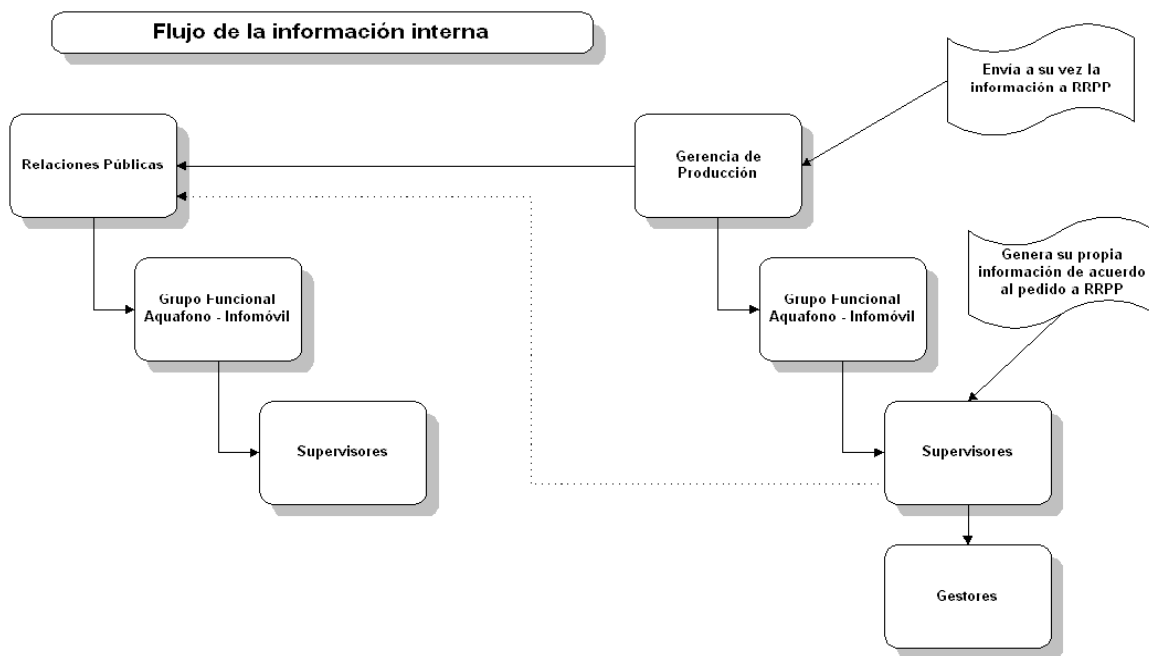 Flujo de la información interna
Envía a su vez la
información a RRPP
Relaciones Públicas
Gerencia de
Producción
Genera su propia
información de acuerdo
al pedido a RRPP
Grupo Funcional
Aquafono - Infomóvil
Grupo Funcional
Aquafono - Infomóvil
Supervisores
Supervisores
Gestores